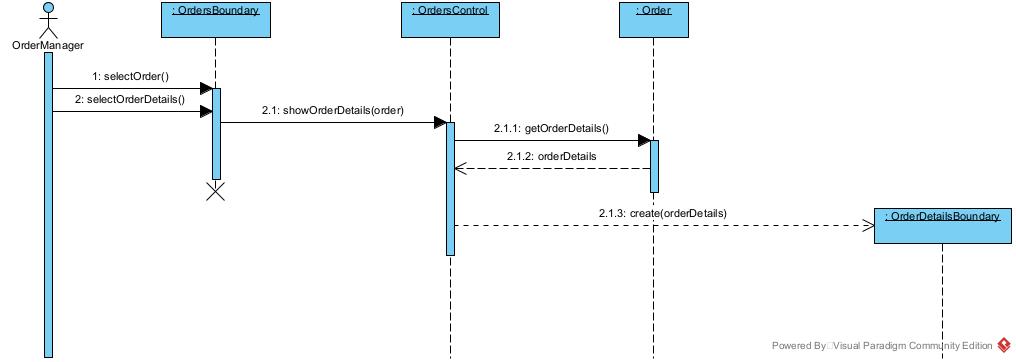 : OrdersBoundary
: OrdersControl
: Order
OrderManager
1: selectOrder()
2: selectOrderDetails()
2.1: showOrderDetails(order)
2.1.1: getOrderDetails()
2.1.2: orderDetails
2.1.3: create(orderDetails)
: OrderDetailsBoundary
Powered By Visual Paradigm Community Edition